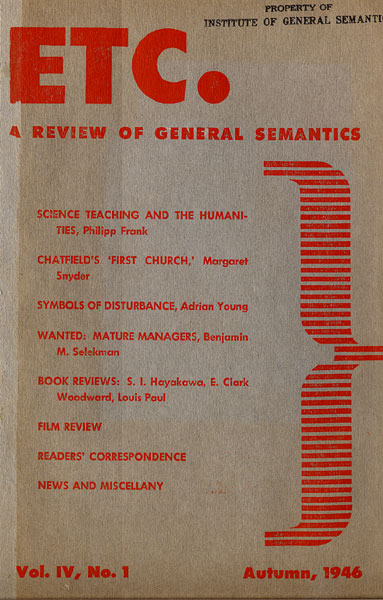 PROPERTY OF
INSTITUTE OF GENERAL SEMANTIC
ETC.
A REVIEW OF GENERAL SEMANTICS
SCIENCE TEACHING AND THE HUMANI-
TIES, Philipp Frank
CHATFIELD'S 'FIRST CHURCH,' Margaret
Snyder
SYMBOLS OF DISTURBANCE, Adrian Young
WANTED: MATURE MANAGERS, Benjamin
M. Selekman
BOOK REVIEWS: S. I. Hayakawa, E. Clark
Woodward, Louis Paul
FILM REVIEW
READERS' CORRESPONDENCE
NEWS AND MISCELLANY
Vol. IV, No. 1
Autumn, 1946